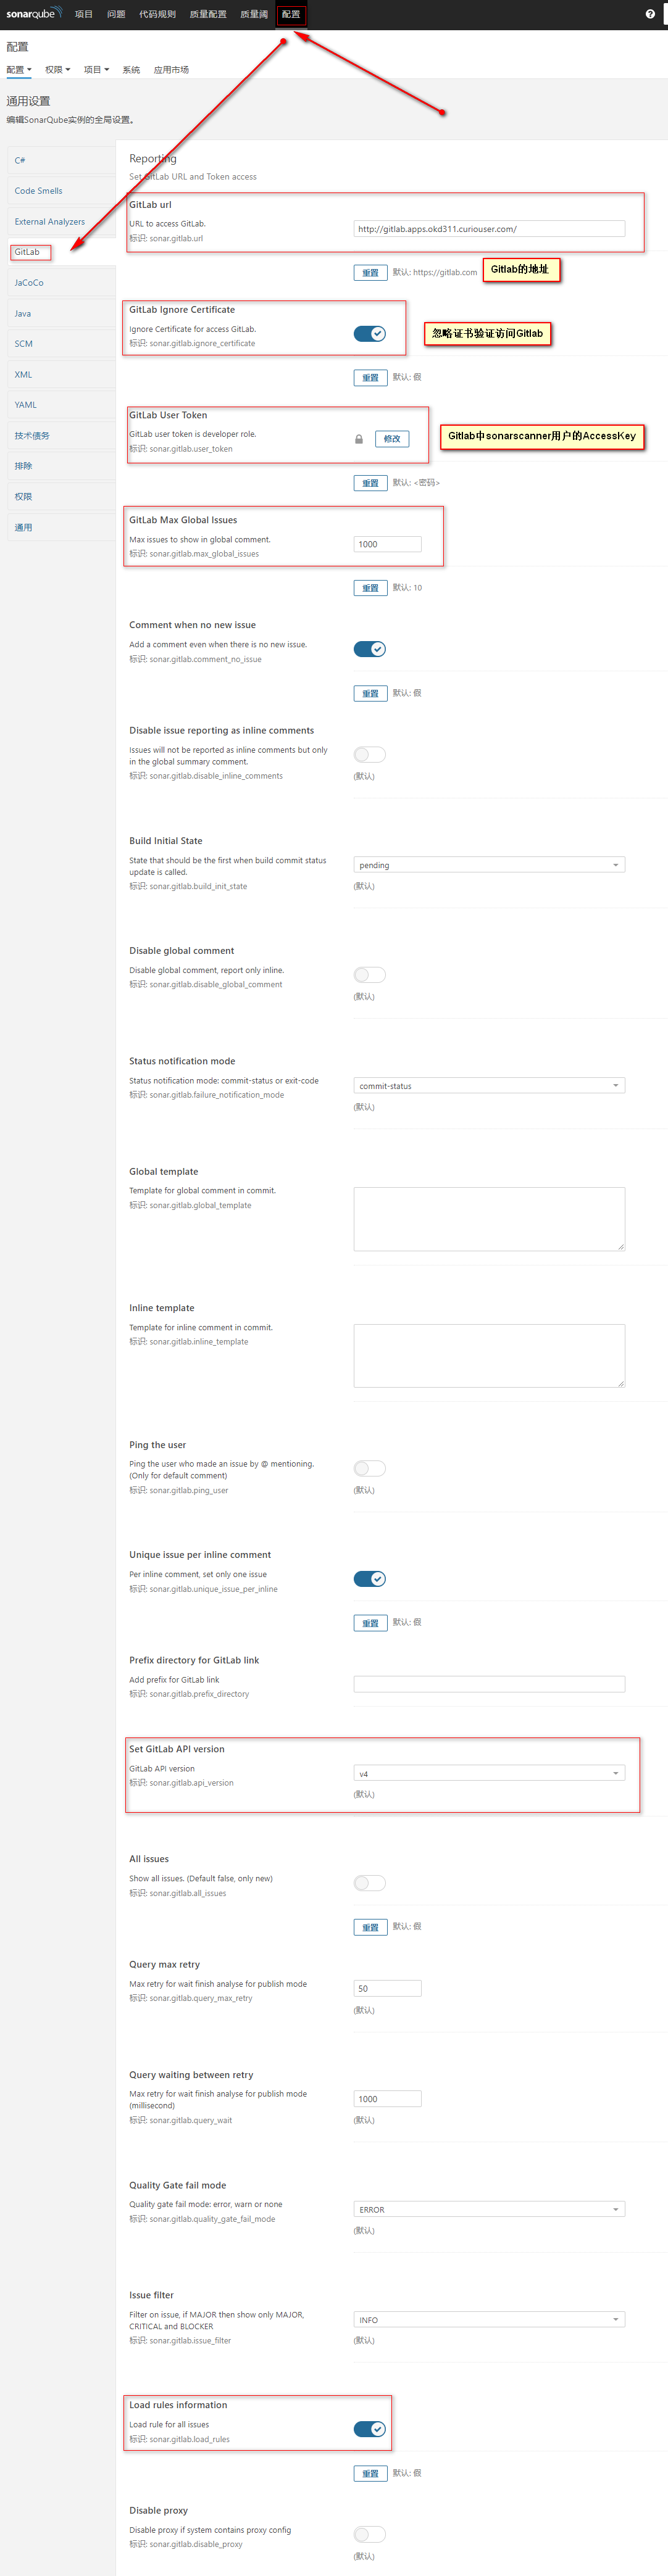 sonarqube 项目 问题 代码规则 质量配置 质量阈 配置
配置
配置 权限 项目 系统 应用市场
通用设置
编辑SonarQube实例的全局设置。
C#
Code Smells
External Analyzers
GitLab
JaCoCo
Java
SCM
XML
YAML
技术债务
排除
权限
通用
Reporting
Set GitLab URL and Token access
GitLab url
URL to access GitLab.
标识: sonar.gitlab.url
http://gitlab.apps.okd311.curiouser.com/
重置 默认: https://gitlab.com
Gitlab的地址
GitLab Ignore Certificate
Ignore Certificate for access GitLab.
标识: sonar.gitlab.ignore_certificate
忽略证书验证访问Gitlab
重置 默认: 假
GitLab User Token
GitLab user token is developer role.
标识: sonar.gitlab.user_token
修改
Gitlab中sonarscanner用户的AccessKey
重置 默认: <密码>
GitLab Max Global Issues
Max issues to show in global comment.
标识: sonar.gitlab.max_global_issues
1000
重置 默认: 10
Comment when no new issue
Add a comment even when there is no new issue.
标识: sonar.gitlab.comment_no_issue
重置 默认: 假
Disable issue reporting as inline comments
Issues will not be reported as inline comments but only
in the global summary comment.
标识: sonar.gitlab.disable_inline_comments
(默认)
Build Initial State
State that should be the first when build commit status
update is called.
标识: sonar.gitlab.build_init_state
pending
(默认)
Disable global comment
Disable global comment, report only inline.
标识: sonar.gitlab.disable_global_comment
(默认)
Status notification mode
Status notification mode: commit-status or exit-code
标识: sonar.gitlab.failure_notification_mode
commit-status
(默认)
Global template
Template for global comment in commit.
标识: sonar.gitlab.global_template
Inline template
Template for inline comment in commit.
标识: sonar.gitlab.inline_template
Ping the user
Ping the user who made an issue by @ mentioning.
(Only for default comment)
标识: sonar.gitlab.ping_user
(默认)
Unique issue per inline comment
Per inline comment, set only one issue
标识: sonar.gitlab.unique_issue_per_inline
重置 默认: 假
Prefix directory for GitLab link
Add prefix for GitLab link
标识: sonar.gitlab.prefix_directory
Set GitLab API version
GitLab API version
标识: sonar.gitlab.api_version
v4
(默认)
All issues
Show all issues. (Default false, only new)
标识: sonar.gitlab.all_issues
重置 默认: 假
Query max retry
Max retry for wait finish analyse for publish mode
标识: sonar.gitlab.query_max_retry
50
(默认)
Query waiting between retry
Max retry for wait finish analyse for publish mode
(millisecond)
标识: sonar.gitlab.query_wait
1000
(默认)
Quality Gate fail mode
Quality gate fail mode: error, warn or none
标识: sonar.gitlab.quality_gate_fail_mode
ERROR
(默认)
Issue filter
Filter on issue, if MAJOR then show only MAJOR,
CRITICAL and BLOCKER
标识: sonar.gitlab.issue_filter
INFO
(默认)
Load rules information
Load rule for all issues
标识: sonar.gitlab.load_rules
重置 默认: 假
Disable proxy
Disable proxy if system contains proxy config
标识: sonar.gitlab.disable_proxy
(默认)